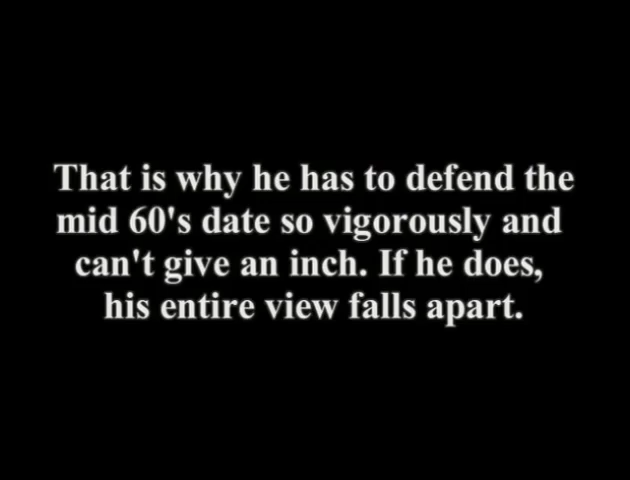 That is why he has to defend the
mid 60's date so vigorously and
can't give an inch. If he does,
his entire view falls apart.